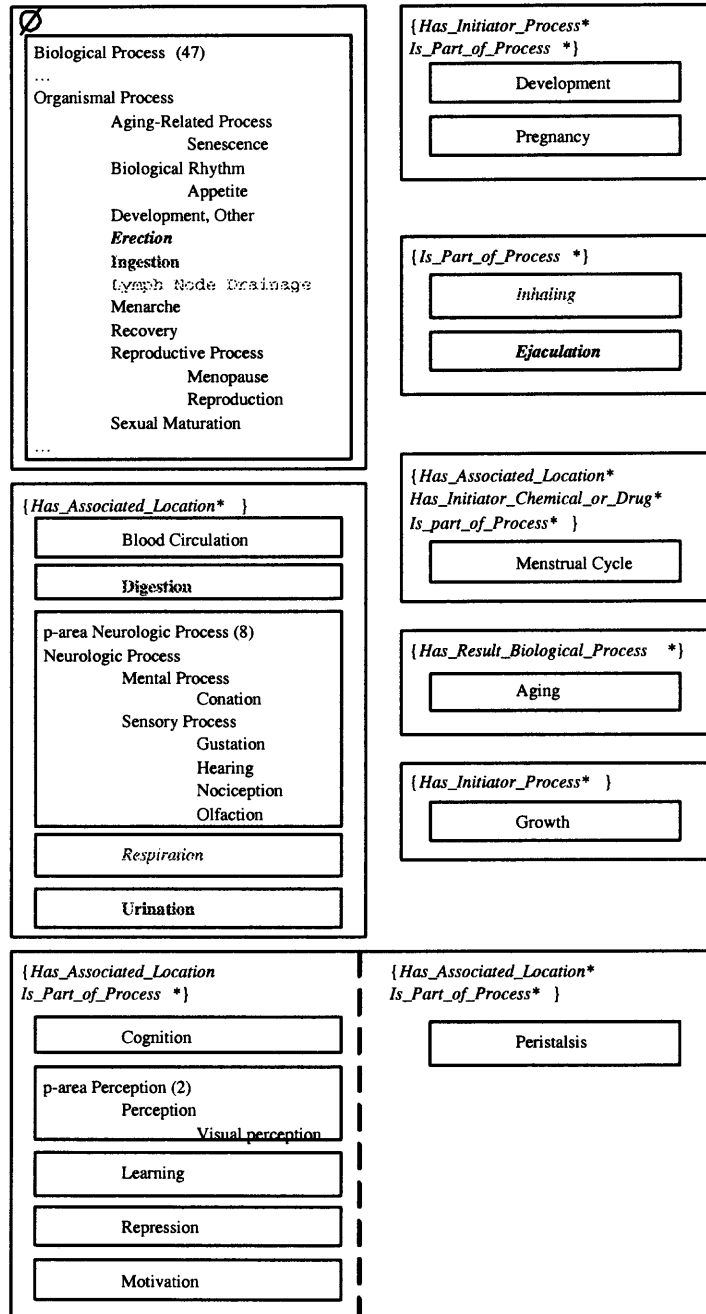 Ø
Biological Process (47)
...
Organismal Process
Aging-Related Process
Senescence
Biological Rhythm
Appetite
Development, Other
Erection
Ingestion
Lymph Node Drainage
Menarche
Recovery
Reproductive Process
Menopause
Reproduction
Sexual Maturation
...
{Has_Associated_Location* }
Blood Circulation
Digestion
p-area Neurologic Process (8)
Neurologic Process
Mental Process
Conation
Sensory Process
Gustation
Hearing
Nociception
Olfaction
Respiration
Urination
{Has_Initiator_Process*
Is_Part_of_Process *}
Development
Pregnancy
{Is_Part_of_Process *}
Inhaling
Ejaculation
{Has_Associated_Location*
Has_Initiator_Chemical_or_Drug*
Is_part_of_Process* }
Menstrual Cycle
{Has_Result_Biological_Process *}
Aging
{Has_Initiator_Process* }
Growth
{Has_Associated_Location
Is_Part_of_Process *}
Cognition
p-area Perception (2)
Perception
Visual perception
Learning
Repression
Motivation
{Has_Associated_Location*
Is_Part_of_Process* }
Peristalsis